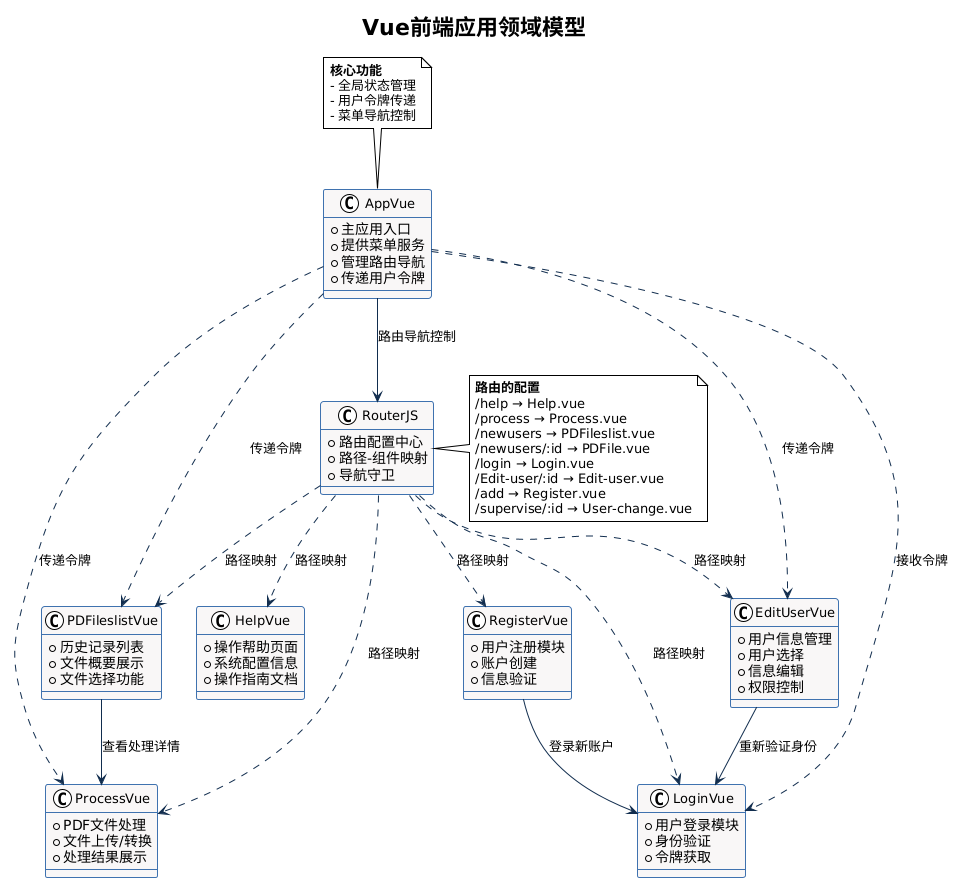 Vue前端应用领域模型
核心功能
- 全局状态管理
- 用户令牌传递
- 菜单导航控制
C AppVue
主应用入口
提供菜单服务
管理路由导航
传递用户令牌
路由导航控制
路由的配置
/help → Help.vue
/process → Process.vue
/newusers → PDFileslist.vue
/newusers/:id → PDFile.vue
/login → Login.vue
/Edit-user/:id → Edit-user.vue
/add → Register.vue
/supervise/:id → User-change.vue
C RouterJS
路由配置中心
路径-组件映射
导航守卫
传递令牌
传递令牌
传递令牌
路径映射
路径映射
路径映射
路径映射
接收令牌
C PDFileslistVue
历史记录列表
文件概要展示
文件选择功能
C HelpVue
操作帮助页面
系统配置信息
操作指南文档
C RegisterVue
用户注册模块
账户创建
信息验证
C EditUserVue
用户信息管理
用户选择
信息编辑
权限控制
路径映射
路径映射
查看处理详情
登录新账户
重新验证身份
C ProcessVue
PDF文件处理
文件上传/转换
处理结果展示
C LoginVue
用户登录模块
身份验证
令牌获取